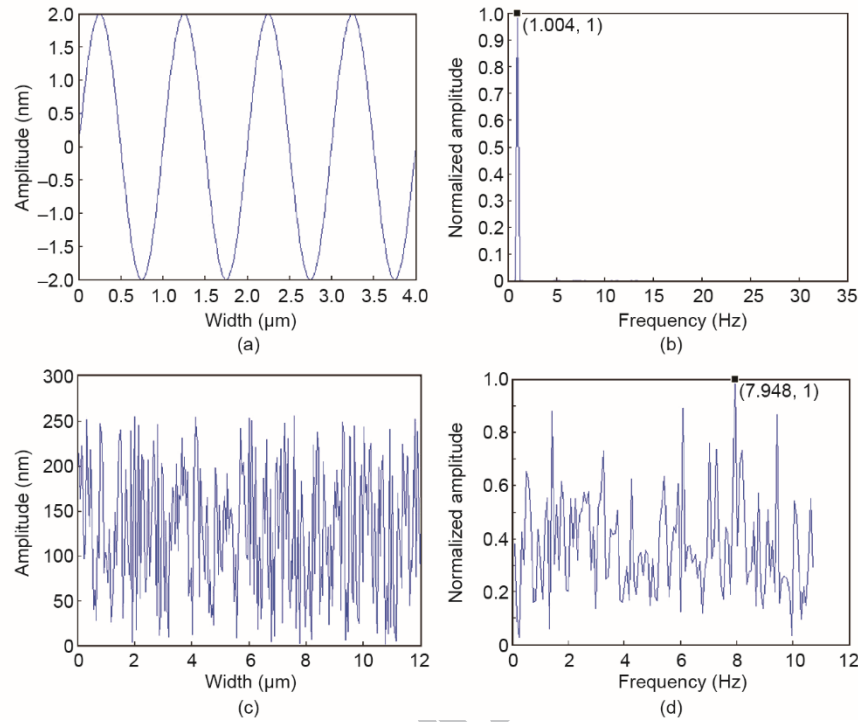 2.0
1.5
1.0
0.5
0
–0.5
–1.0
–1.5
–2.0
Amplitude (nm)
0 0.5 1.0 1.5 2.0 2.5 3.0 3.5 4.0
Width (µm)
(a)
1.0
0.9
0.8
0.7
0.6
0.5
0.4
0.3
0.2
0.1
0
Normalized amplitude
(1.004, 1)
0 5 10 15 20 25 30 35
Frequency (Hz)
(b)
300
250
200
150
100
50
0
Amplitude (nm)
0 2 4 6 8 10 12
Width (µm)
(c)
1.0
0.8
0.6
0.4
0.2
0
Normalized amplitude
(7.948, 1)
0 2 4 6 8 10 12
Frequency (Hz)
(d)